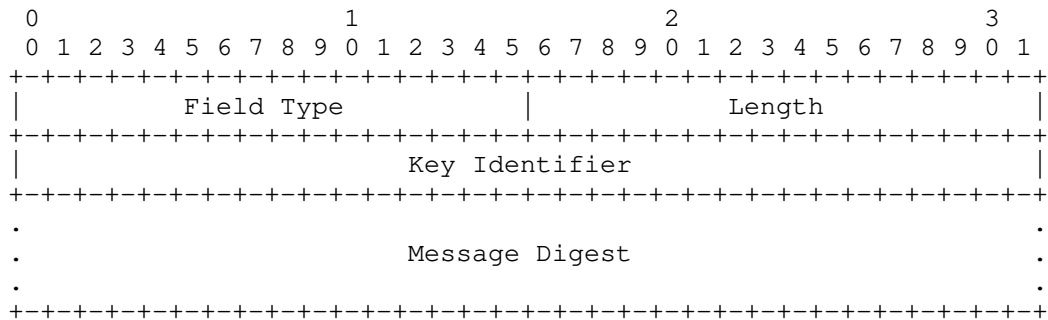 0                   1                   2                   3
 0 1 2 3 4 5 6 7 8 9 0 1 2 3 4 5 6 7 8 9 0 1 2 3 4 5 6 7 8 9 0 1
+-+-+-+-+-+-+-+-+-+-+-+-+-+-+-+-+-+-+-+-+-+-+-+-+-+-+-+-+-+-+-+-+
|          Field Type           |            Length             |
+-+-+-+-+-+-+-+-+-+-+-+-+-+-+-+-+-+-+-+-+-+-+-+-+-+-+-+-+-+-+-+-+
|                        Key Identifier                         |
+-+-+-+-+-+-+-+-+-+-+-+-+-+-+-+-+-+-+-+-+-+-+-+-+-+-+-+-+-+-+-+-+
.                                                               .
.                        Message Digest                         .
.                                                               .
+-+-+-+-+-+-+-+-+-+-+-+-+-+-+-+-+-+-+-+-+-+-+-+-+-+-+-+-+-+-+-+-+